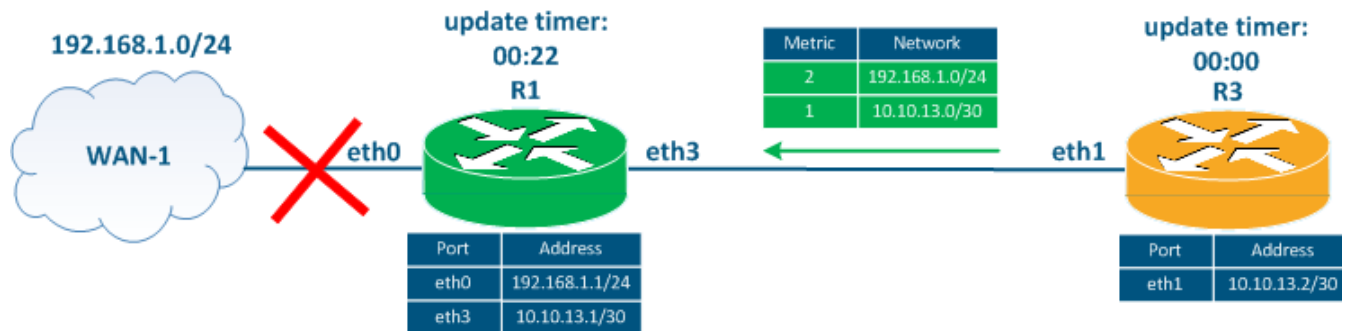 192.168.1.0/24
WAN-1
update timer:
00:22
R1
eth0
eth3
Port Address
eth0 192.168.1.1/24
eth3 10.10.13.1/30
Metric Network
2 192.168.1.0/24
1 10.10.13.0/30
update timer:
00:00
R3
eth1
Port Address
eth1 10.10.13.2/30